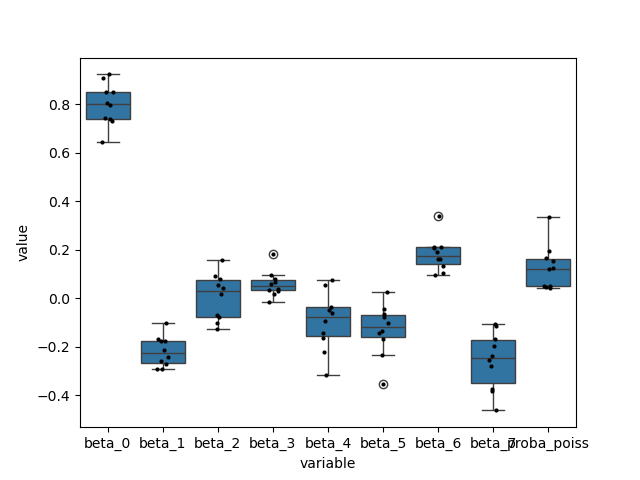 value
0.8
0.6
0.4
0.2
0.0
−0.2
−0.4
beta_0 beta_1 beta_2 beta_3 beta_4 beta_5 beta_6 beta_7 proba_poiss
variable